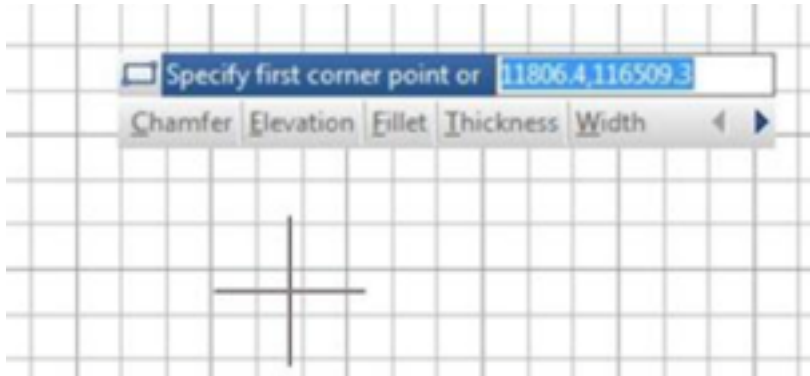 Specify first corner point or 11806.4,116509.3
Chamfer Elevation Fillet Thickness Width